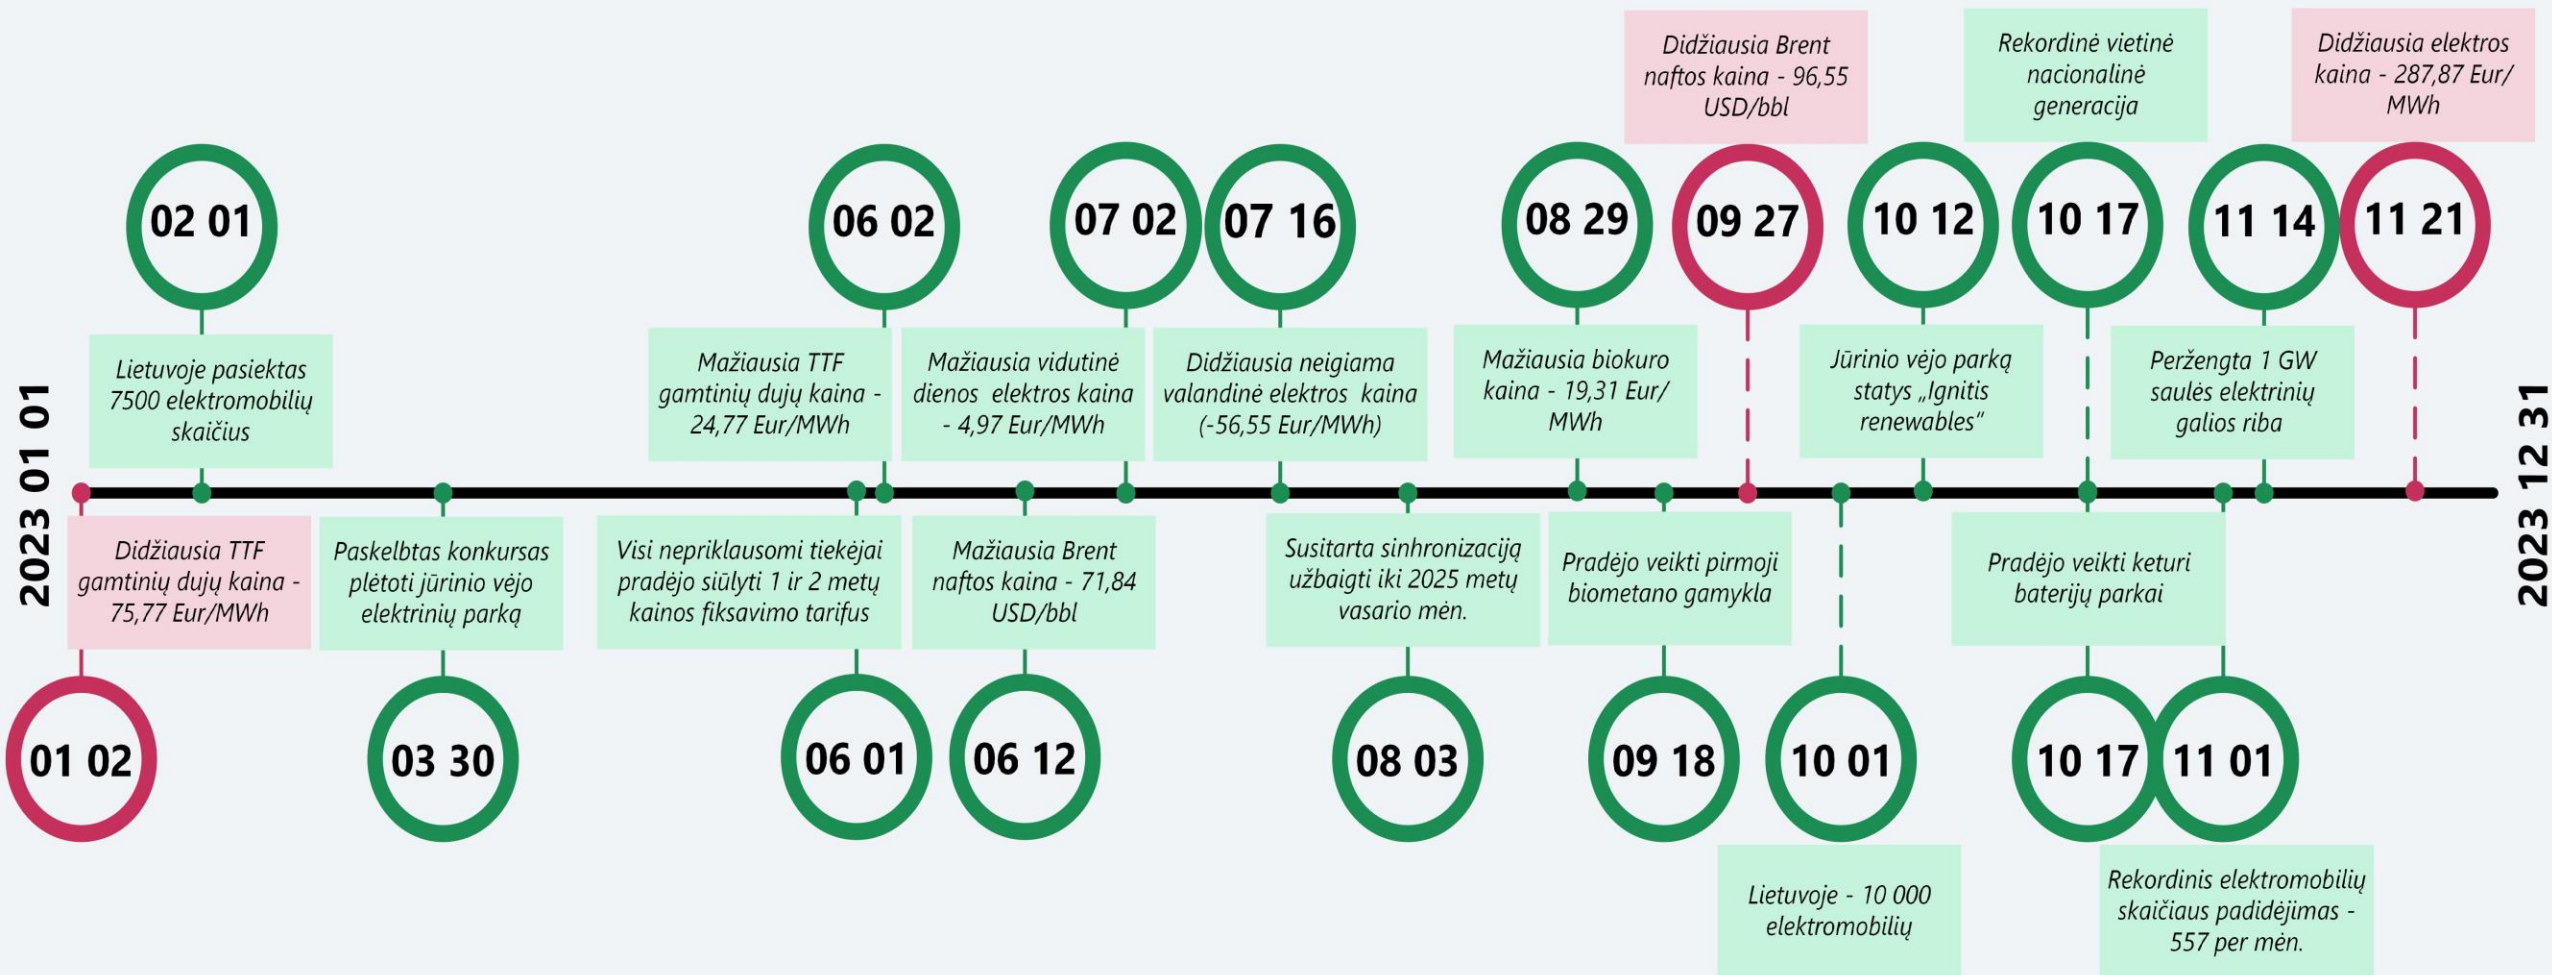 2023 01 01
02 01
Lietuvoje pasiektas
7500 elektromobilių
skaičius
06 02
Mažiausia TTF
gamtinių dujų kaina -
24,77 Eur/MWh
07 02
Mažiausia vidutinė
dienos elektros kaina
- 4,97 Eur/MWh
07 16
Didžiausia neigiama
valandinė elektros kaina
(-56,55 Eur/MWh)
08 29
Mažiausia biokuro
kaina - 19,31 Eur/
MWh
Didžiausia Brent
naftos kaina - 96,55
USD/bbl
09 27
10 12
Jūrinio vėjo parką
statys „Ignitis
renewables“
Rekordinė vietinė
nacionalinė
generacija
10 17
11 14
Peržengta 1 GW
saulės elektrinių
galios riba
Didžiausia elektros
kaina - 287,87 Eur/
MWh
11 21
Didžiausia TTF
gamtinių dujų kaina -
75,77 Eur/MWh
01 02
Paskelbtas konkursas
plėtoti jūrinio vėjo
elektrinių parką
03 30
Visi nepriklausomi tiekėjai
pradėjo siūlyti 1 ir 2 metų
kainos fiksavimo tarifus
06 01
Mažiausia Brent
naftos kaina - 71,84
USD/bbl
06 12
Susitarta sinhronizaciją
užbaigti iki 2025 metų
vasario mėn.
08 03
Pradėjo veikti pirmoji
biometano gamykla
09 18
10 01
Lietuvoje - 10 000
elektromobilių
Pradėjo veikti keturi
baterijų parkai
10 17
11 01
Rekordinis elektromobilių
skaičiaus padidėjimas -
557 per mėn.
2023 12 31